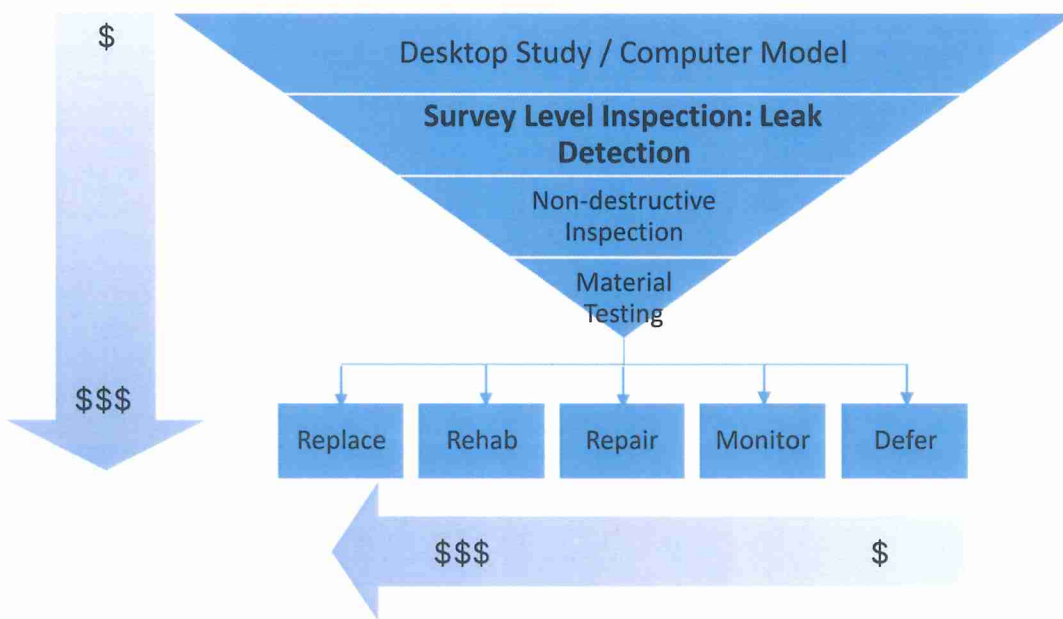 $
Desktop Study / Computer Model
Survey Level Inspection: Leak
Detection
Non-destructive
Inspection
Material
Testing
$$$
Replace
Rehab
Repair
Monitor
Defer
$$$
$